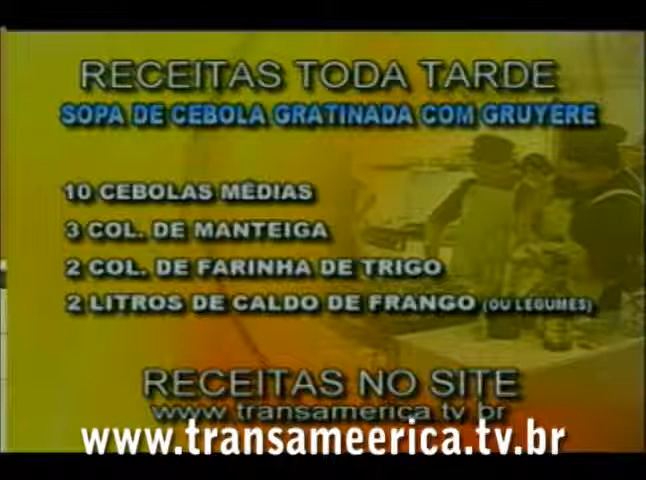 RECEITAS TODA TARDE
SOPA DE CEBOLA GRATINADA COM GRUYÉRE
10 CEBOLAS MÉDIAS
3 COL. DE MANTEIGA
2 COL. DE FARINHA DE TRIGO
2 LITROS DE CALDO DE FRANGO (OU LEGUMES)
RECEITAS NO SITE
www transamerica tv br
www.transameerica.tv.br